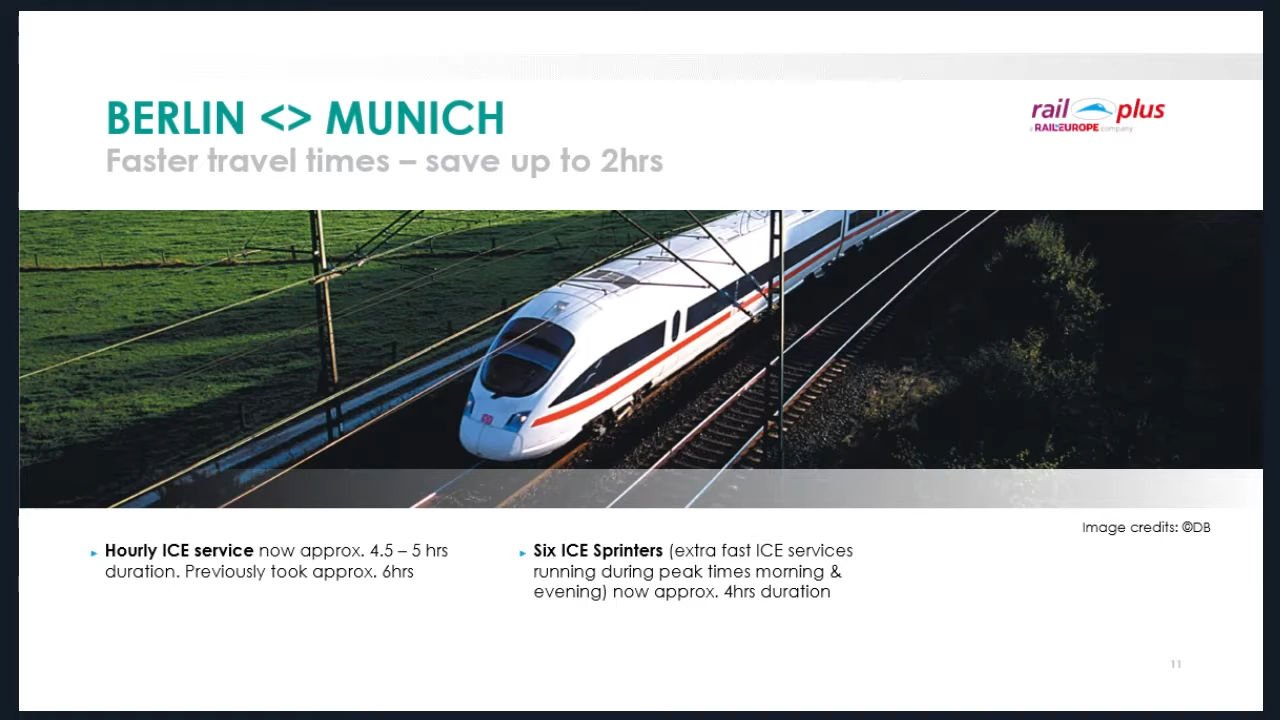 BERLIN <> MUNICH
Faster travel times – save up to 2hrs
rail plus
a RAILEUROPE company
Image credits: ©DB
Hourly ICE service now approx. 4.5 – 5 hrs
duration. Previously took approx. 6hrs
Six ICE Sprinters (extra fast ICE services
running during peak times morning &
evening) now approx. 4hrs duration
11